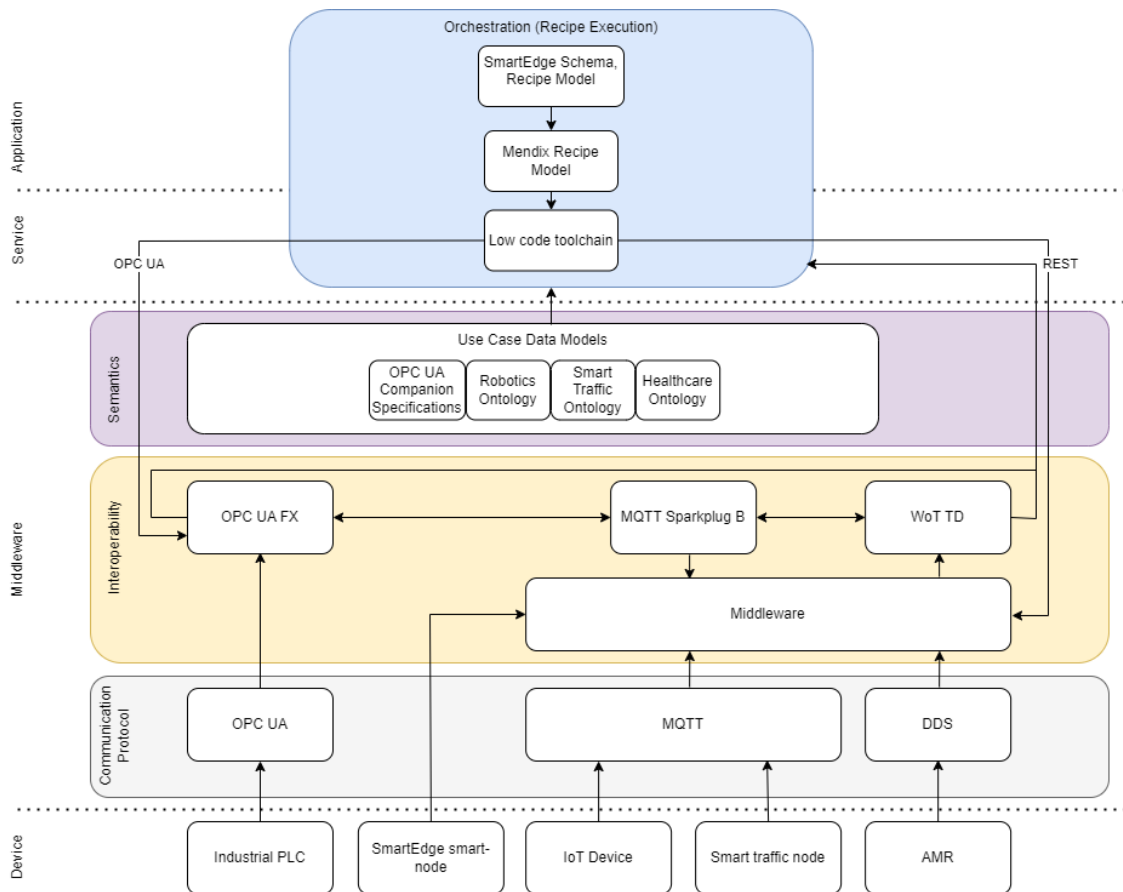 Orchestration (Recipe Execution)
SmartEdge Schema,
Recipe Model
Application
Mendix Recipe
Model
Service
Low code toolchain
OPC UA
REST
Semantics
Use Case Data Models
OPC UA
Companion
Specifications
Robotics
Ontology
Smart
Traffic
Ontology
Healthcare
Ontology
Middleware
Interoperability
OPC UA FX
MQTT Sparkplug B
WoT TD
Middleware
Communication
Protocol
OPC UA
MQTT
DDS
Device
Industrial PLC
SmartEdge smart-
node
IoT Device
Smart traffic node
AMR